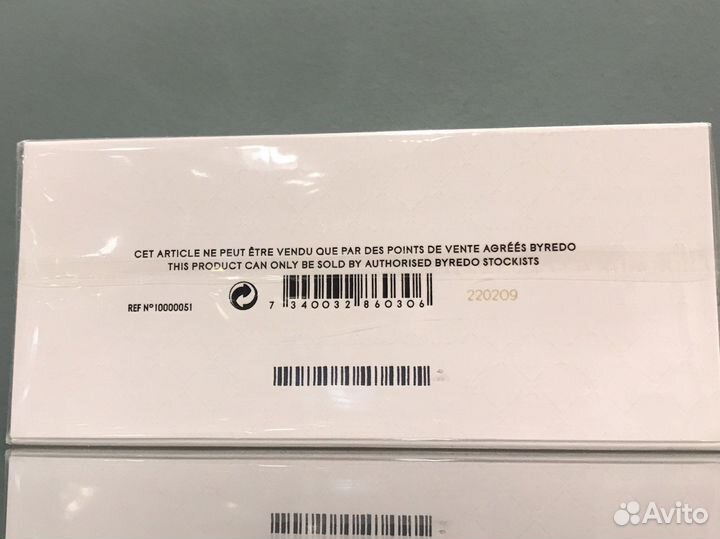 CET ARTICLE NE PEUT ÊTRE VENDU QUE PAR DES POINTS DE VENTE AGRÉÉS BYREDO
THIS PRODUCT CAN ONLY BE SOLD BY AUTHORISED BYREDO STOCKISTS
REF Nº10000051
7 340032 860306
220209
Avito